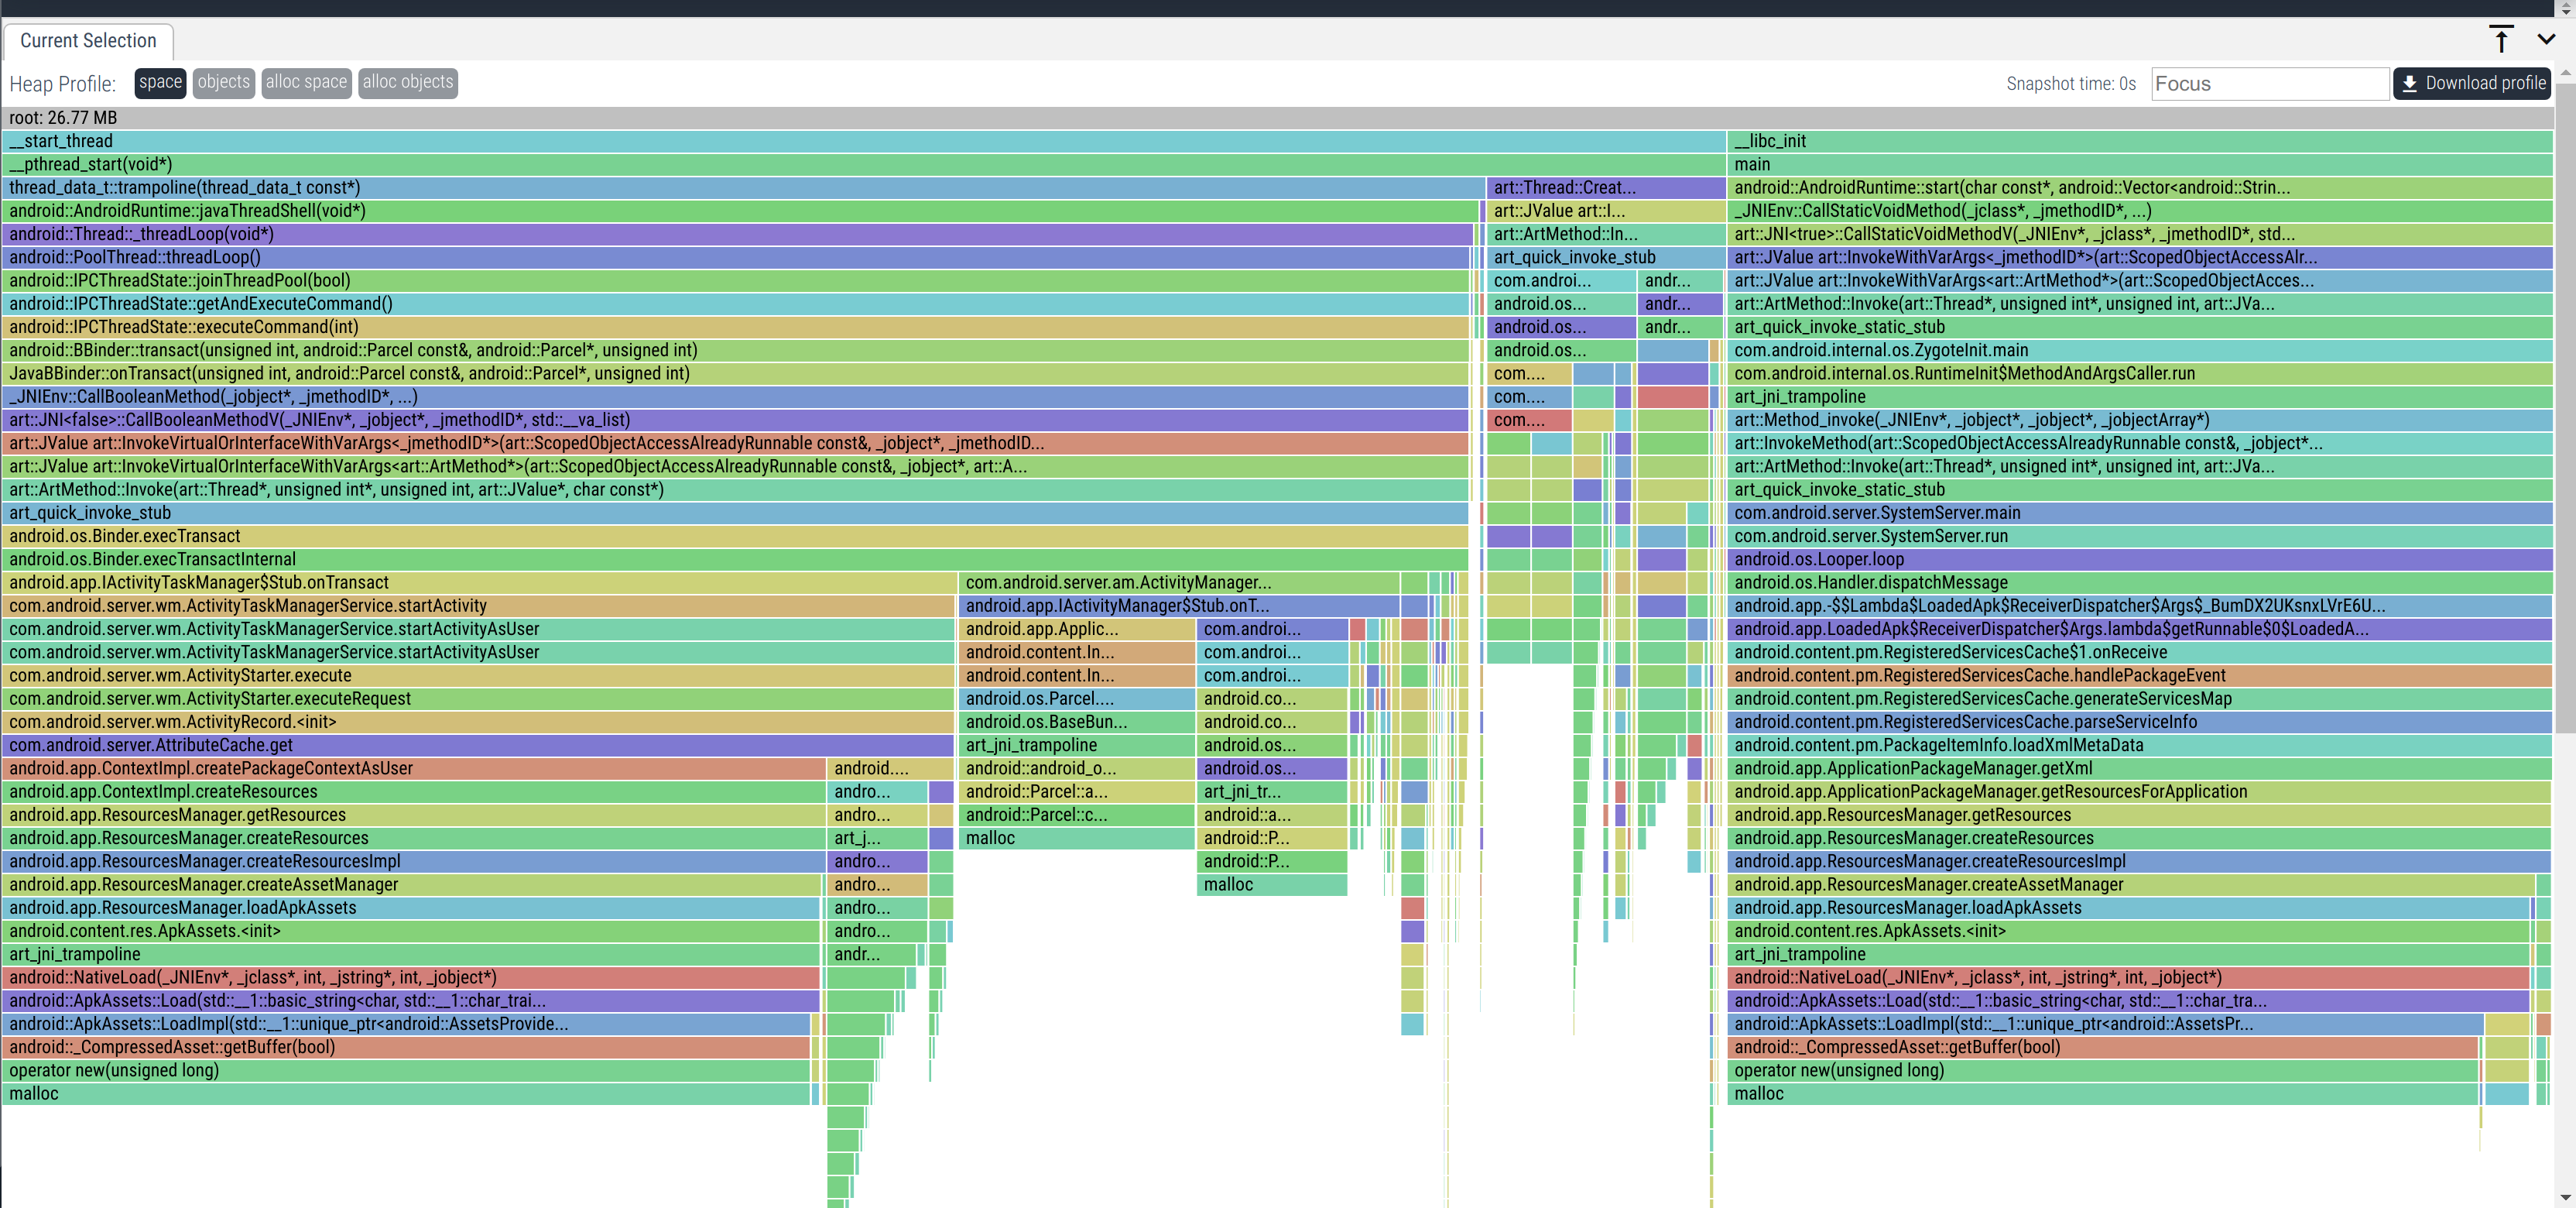 Current Selection
Heap Profile: space objects alloc space alloc objects Snapshot time: 0s Focus Download profile
root: 26.77 MB
__start_thread __libc_init
__pthread_start(void*) main
thread_data_t::trampoline(thread_data_t const*) art::Thread::Creat... android::AndroidRuntime::start(char const*, android::Vector<android::Strin...
android::AndroidRuntime::javaThreadShell(void*) art::JValue art::I... _JNIEnv::CallStaticVoidMethod(_jclass*, _jmethodID*, ...)
android::Thread::_threadLoop(void*) art::ArtMethod::In... art::JNI<true>::CallStaticVoidMethodV(_JNIEnv*, _jclass*, _jmethodID*, std...
android::PoolThread::threadLoop() art_quick_invoke_stub art::JValue art::InvokeWithVarArgs<_jmethodID*>(art::ScopedObjectAccessAlr...
android::IPCThreadState::joinThreadPool(bool) com.androi... andr... art::JValue art::InvokeWithVarArgs<art::ArtMethod*>(art::ScopedObjectAcces...
android::IPCThreadState::getAndExecuteCommand() android.os... andr... art::ArtMethod::Invoke(art::Thread*, unsigned int*, unsigned int, art::JVa...
android::IPCThreadState::executeCommand(int) android.os... andr... art_quick_invoke_static_stub
android::BBinder::transact(unsigned int, android::Parcel const&, android::Parcel*, unsigned int) android.os... com.android.internal.os.ZygoteInit.main
JavaBBinder::onTransact(unsigned int, android::Parcel const&, android::Parcel*, unsigned int) com.... com.android.internal.os.RuntimeInit$MethodAndArgsCaller.run
_JNIEnv::CallBooleanMethod(_jobject*, _jmethodID*, ...) com.... art_jni_trampoline
art::JNI<false>::CallBooleanMethodV(_JNIEnv*, _jobject*, _jmethodID*, std::__va_list) com.... art::Method_invoke(_JNIEnv*, _jobject*, _jobject*, _jobjectArray*)
art::JValue art::InvokeVirtualOrInterfaceWithVarArgs<_jmethodID*>(art::ScopedObjectAccessAlreadyRunnable const&, _jobject*, _jmethodID... art::InvokeMethod(art::ScopedObjectAccessAlreadyRunnable const&, _jobject*...
art::JValue art::InvokeVirtualOrInterfaceWithVarArgs<art::ArtMethod*>(art::ScopedObjectAccessAlreadyRunnable const&, _jobject*, art::A... art::ArtMethod::Invoke(art::Thread*, unsigned int*, unsigned int, art::JVa...
art::ArtMethod::Invoke(art::Thread*, unsigned int*, unsigned int, art::JValue*, char const*) art_quick_invoke_static_stub
art_quick_invoke_stub com.android.server.SystemServer.main
android.os.Binder.execTransact com.android.server.SystemServer.run
android.os.Binder.execTransactInternal android.os.Looper.loop
android.app.IActivityTaskManager$Stub.onTransact com.android.server.am.ActivityManager... android.os.Handler.dispatchMessage
com.android.server.wm.ActivityTaskManagerService.startActivity android.app.IActivityManager$Stub.onT... android.app.-$$Lambda$LoadedApk$ReceiverDispatcher$Args$_BumDX2UKsnxLVrE6U...
com.android.server.wm.ActivityTaskManagerService.startActivityAsUser android.app.Applic... com.androi... android.app.LoadedApk$ReceiverDispatcher$Args.lambda$getRunnable$0$LoadedA...
com.android.server.wm.ActivityTaskManagerService.startActivityAsUser android.content.In... com.androi... android.content.pm.RegisteredServicesCache$1.onReceive
com.android.server.wm.ActivityStarter.execute android.content.In... com.androi... android.content.pm.RegisteredServicesCache.handlePackageEvent
com.android.server.wm.ActivityStarter.executeRequest android.os.Parcel.... android.co... android.content.pm.RegisteredServicesCache.generateServicesMap
com.android.server.wm.ActivityRecord.<init> android.os.BaseBun... android.co... android.content.pm.RegisteredServicesCache.parseServiceInfo
com.android.server.AttributeCache.get art_jni_trampoline android.os... android.content.pm.PackageItemInfo.loadXmlMetaData
android.app.ContextImpl.createPackageContextAsUser android.... android::android_o... android.os... android.app.ApplicationPackageManager.getXml
android.app.ContextImpl.createResources andro... android::Parcel::a... art_jni_tr... android.app.ApplicationPackageManager.getResourcesForApplication
android.app.ResourcesManager.getResources andro... android::Parcel::c... android::a... android.app.ResourcesManager.getResources
android.app.ResourcesManager.createResources art_j... malloc android::P... android.app.ResourcesManager.createResources
android.app.ResourcesManager.createResourcesImpl andro... android::P... android.app.ResourcesManager.createResourcesImpl
android.app.ResourcesManager.createAssetManager andro... malloc android.app.ResourcesManager.createAssetManager
android.app.ResourcesManager.loadApkAssets andro... android.app.ResourcesManager.loadApkAssets
android.content.res.ApkAssets.<init> andro... android.content.res.ApkAssets.<init>
art_jni_trampoline andr... art_jni_trampoline
android::NativeLoad(_JNIEnv*, _jclass*, int, _jstring*, int, _jobject*) android::NativeLoad(_JNIEnv*, _jclass*, int, _jstring*, int, _jobject*)
android::ApkAssets::Load(std::__1::basic_string<char, std::__1::char_trai... android::ApkAssets::Load(std::__1::basic_string<char, std::__1::char_tra...
android::ApkAssets::LoadImpl(std::__1::unique_ptr<android::AssetsProvide... android::ApkAssets::LoadImpl(std::__1::unique_ptr<android::AssetsPr...
android::_CompressedAsset::getBuffer(bool) android::_CompressedAsset::getBuffer(bool)
operator new(unsigned long) operator new(unsigned long)
malloc malloc